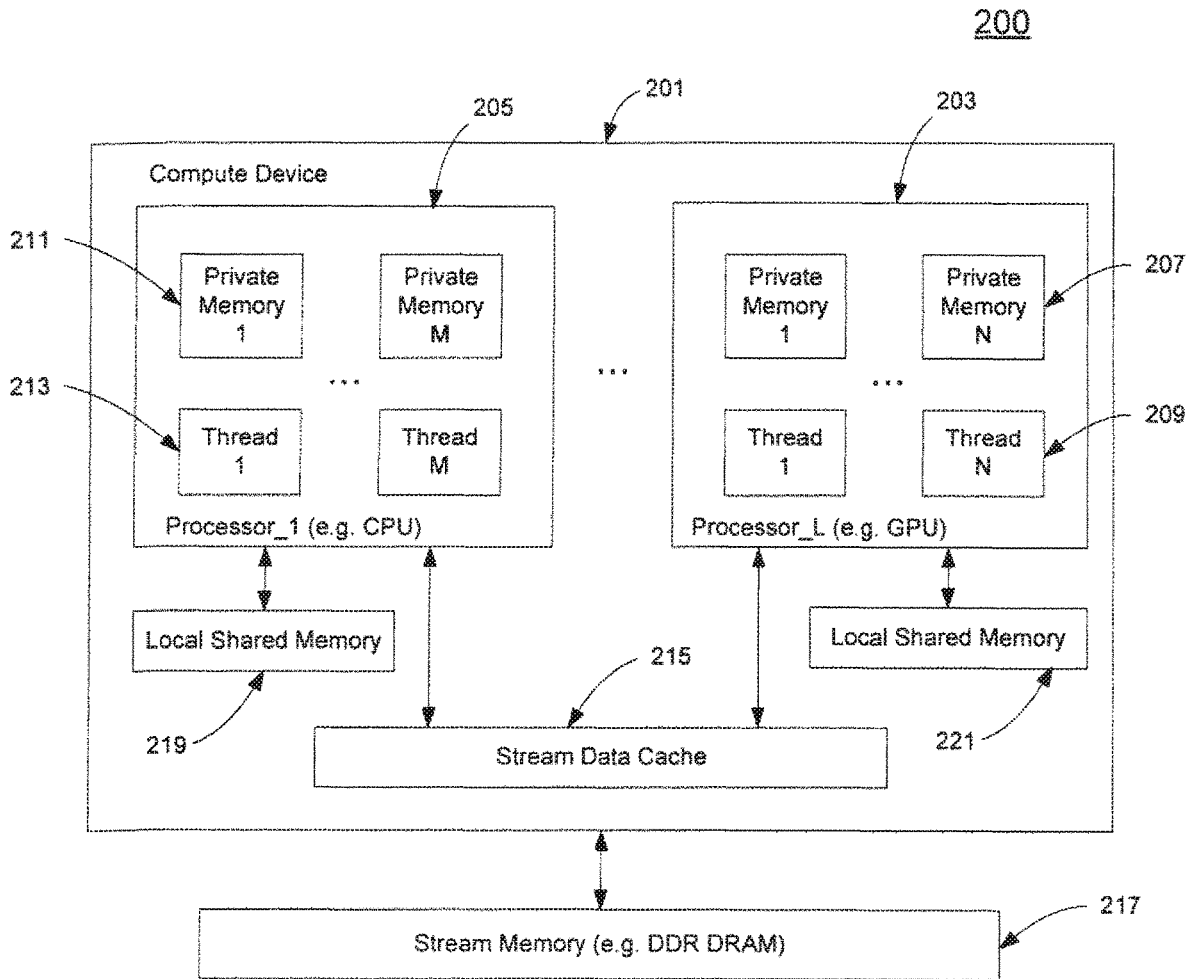 200
201
205
203
Compute Device
211
Private
Memory
1
Private
Memory
M
Private
Memory
1
Private
Memory
N
207
...
...
...
213
Thread
1
Thread
M
Thread
1
Thread
N
209
Processor_1 (e.g. CPU)
Processor_L (e.g. GPU)
Local Shared Memory
Local Shared Memory
215
219
221
Stream Data Cache
217
Stream Memory (e.g. DDR DRAM)